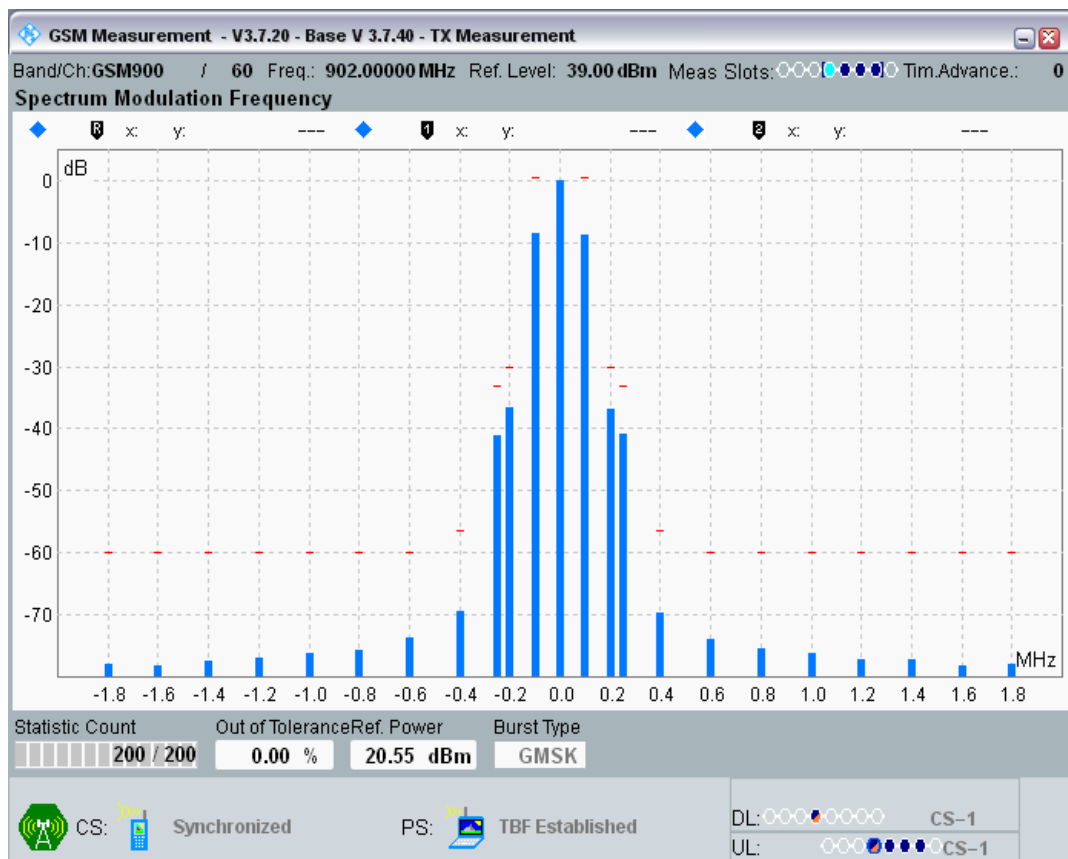 GSM Measurement - V3.7.20 - Base V 3.7.40 - TX Measurement
Band/Ch:GSM900 / 60 Freq.: 902.00000 MHz Ref. Level: 39.00 dBm Meas Slots: Tim.Advance.: 0
Spectrum Modulation Frequency
R x: y: --- 1 x: y: --- 2 x: y: ---
dB
0
-10
-20
-30
-40
-50
-60
-70
MHz
-1.8 -1.6 -1.4 -1.2 -1.0 -0.8 -0.6 -0.4 -0.2 0.0 0.2 0.4 0.6 0.8 1.0 1.2 1.4 1.6 1.8
Statistic Count Out of Tolerance Ref. Power Burst Type
200 / 200 0.00 % 20.55 dBm GMSK
CS: Synchronized PS: TBF Established
DL: CS-1
UL: CS-1